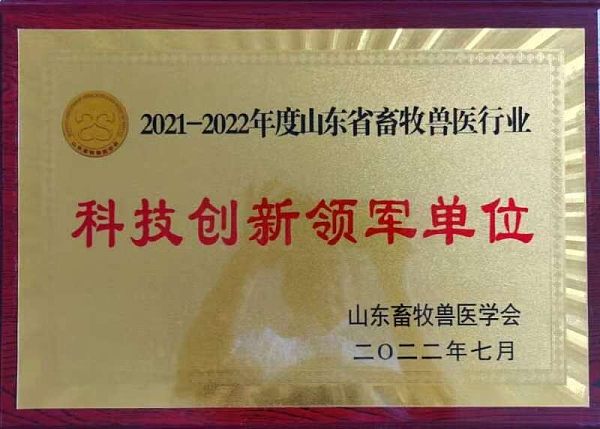 2021-2022年度山东省畜牧兽医行业
科技创新领军单位
山东畜牧兽医学会
二〇二二年七月